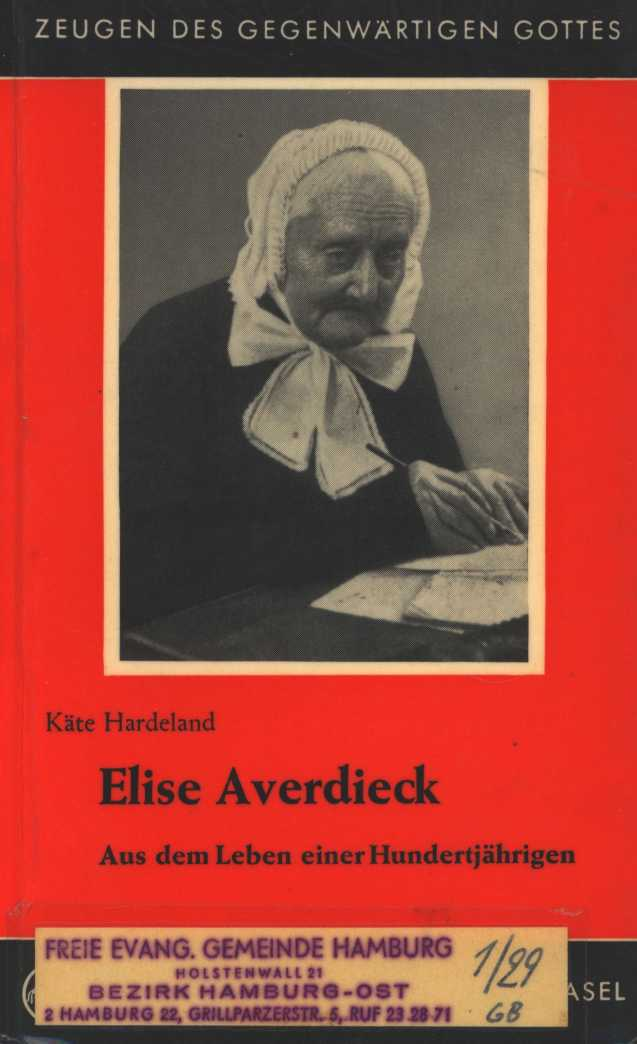 ZEUGEN DES GEGENWÄRTIGEN GOTTES
Käte Hardeland
Elise Averdieck
Aus dem Leben einer Hundertjährigen
FREIE EVANG. GEMEINDE HAMBURG
HOLSTENWALL 21
BEZIRK HAMBURG-OST
2 HAMBURG 22, GRILLPARZERSTR. 5, RUF 23 28 71
1/29
GB
ASEL